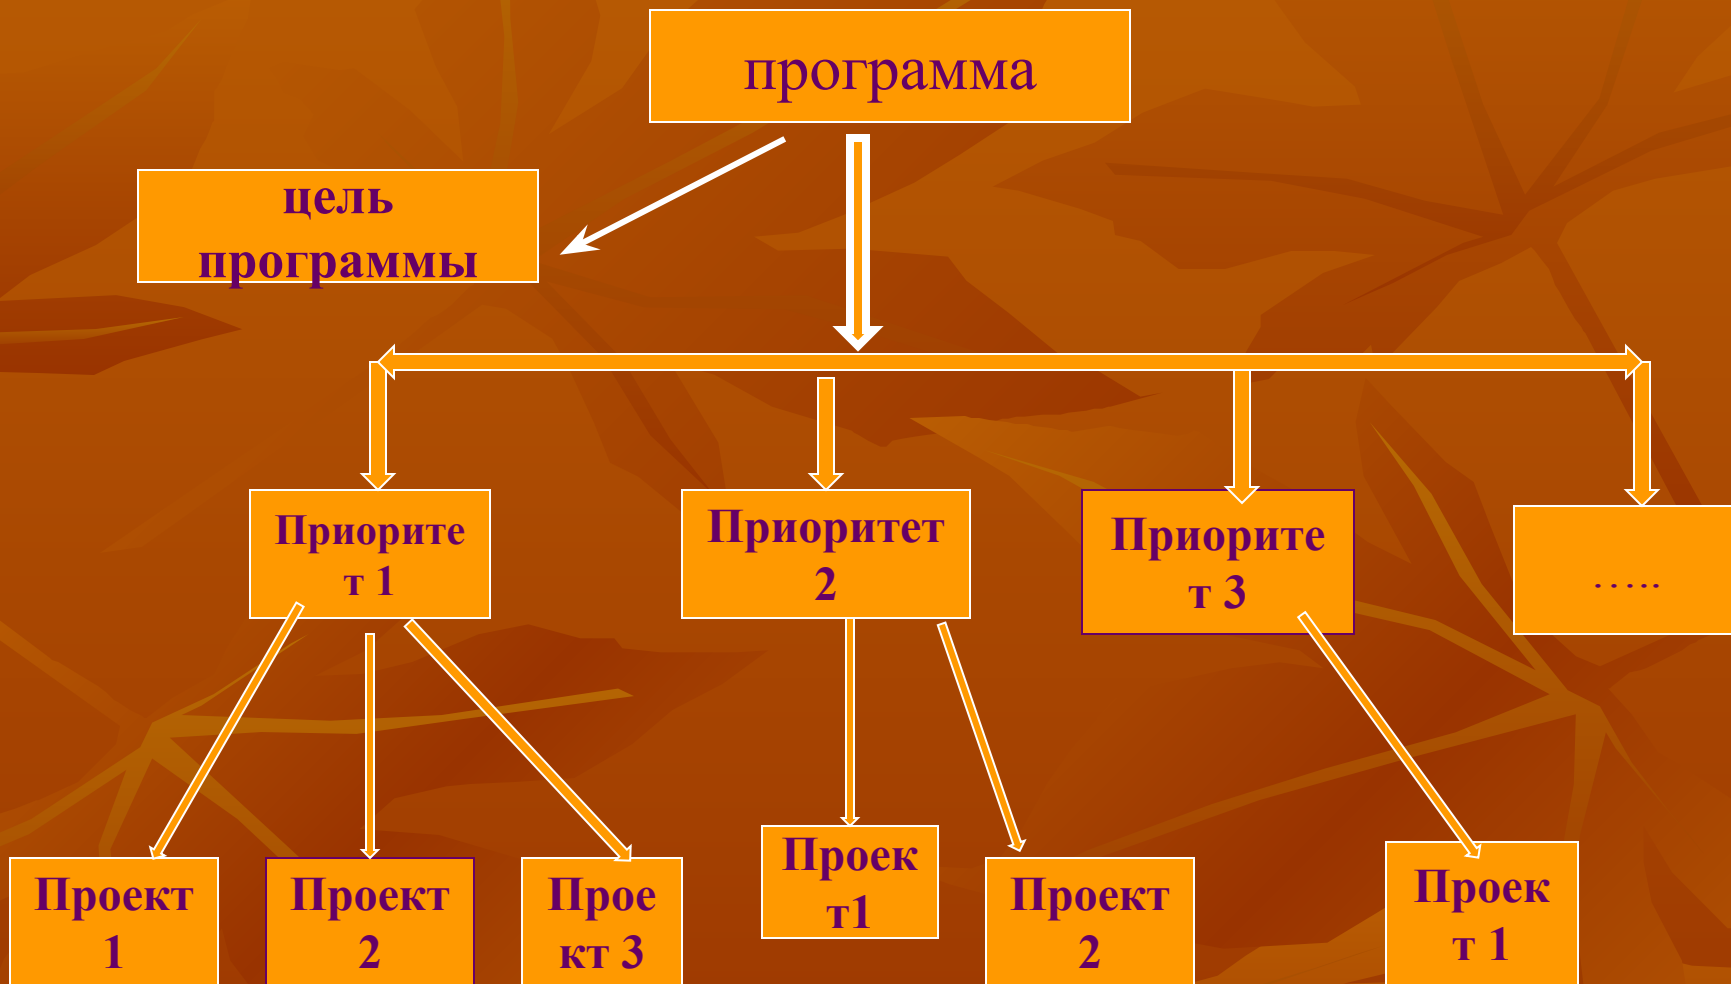 программа
цель
программы
Приорите
т 1
Приоритет
2
Приорите
т 3
…..
Проект
1
Проект
2
Прое
кт 3
Проек
т1
Проект
2
Проек
т 1